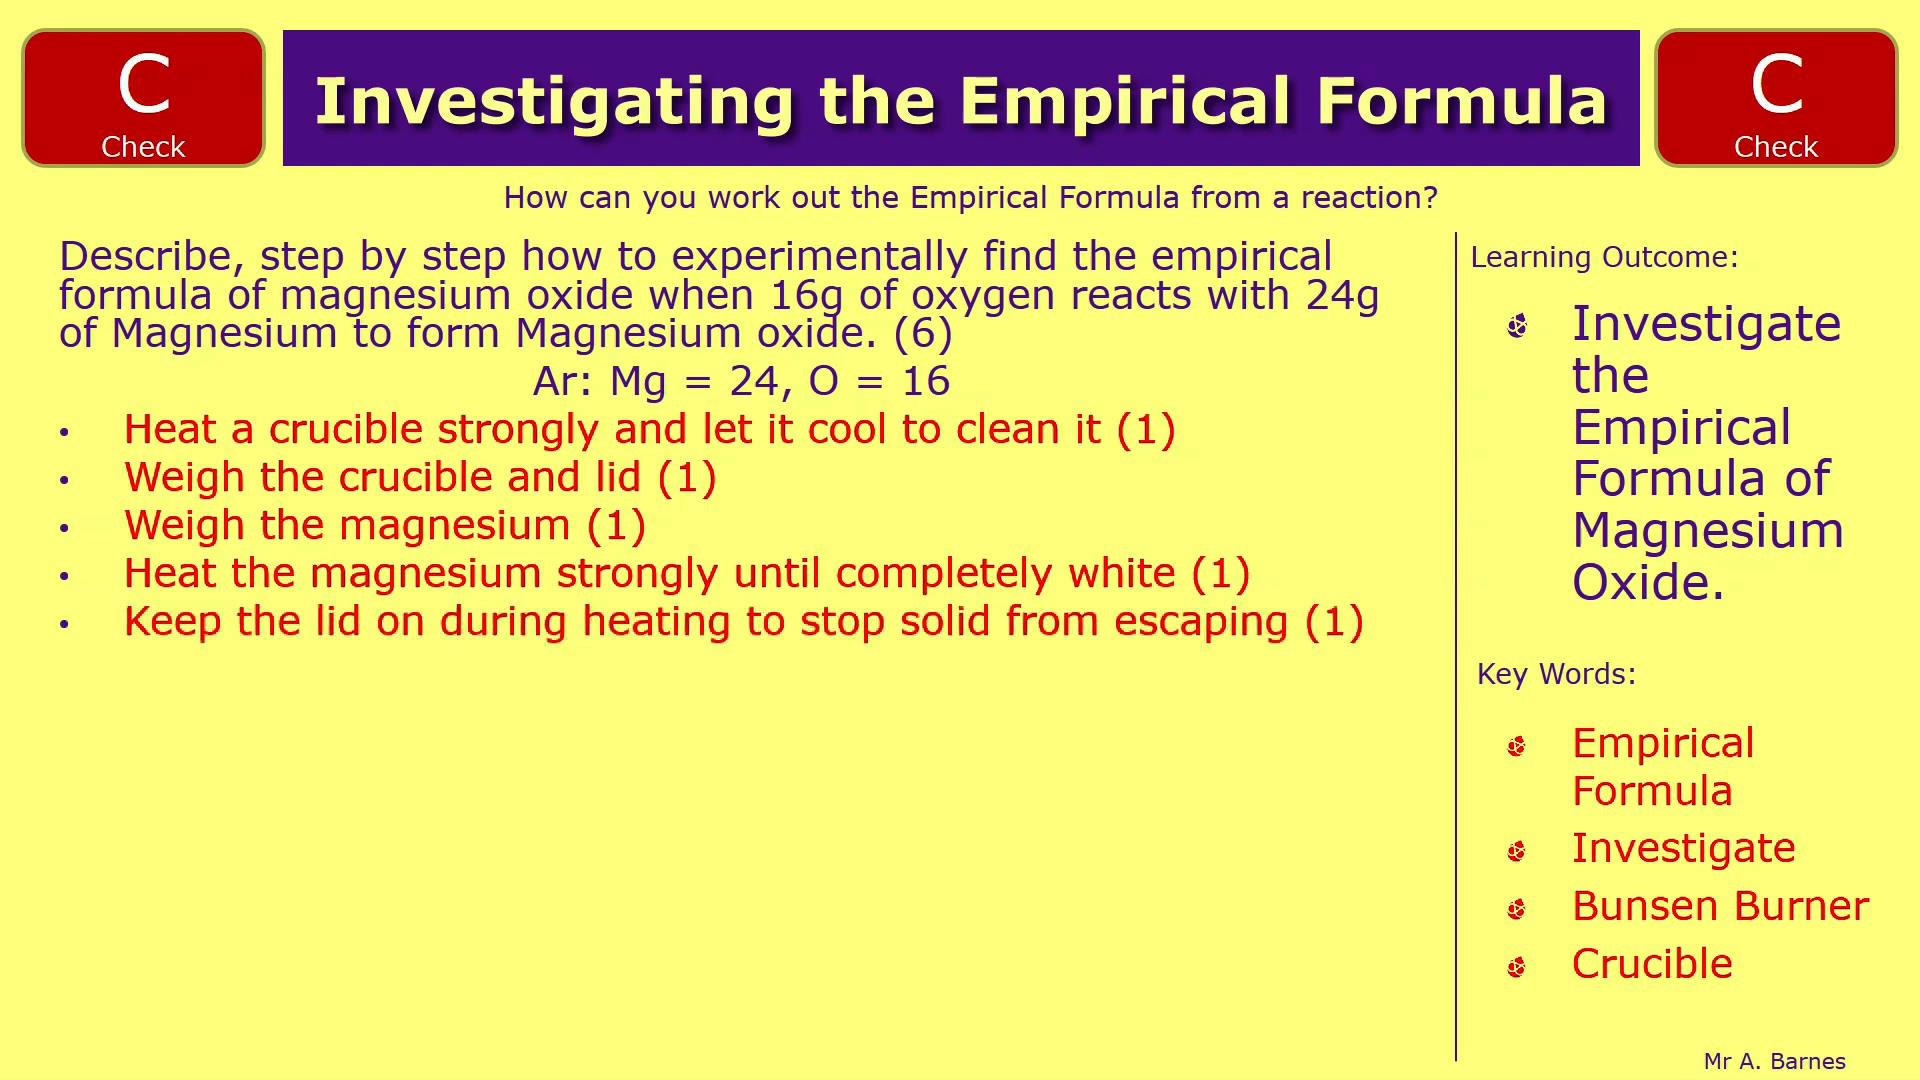 C
Check
Investigating the Empirical Formula
C
Check
How can you work out the Empirical Formula from a reaction?
Describe, step by step how to experimentally find the empirical
formula of magnesium oxide when 16g of oxygen reacts with 24g
of Magnesium to form Magnesium oxide. (6)
Ar: Mg = 24, O = 16
• Heat a crucible strongly and let it cool to clean it (1)
• Weigh the crucible and lid (1)
• Weigh the magnesium (1)
• Heat the magnesium strongly until completely white (1)
• Keep the lid on during heating to stop solid from escaping (1)
Learning Outcome:
Investigate
the
Empirical
Formula of
Magnesium
Oxide.
Key Words:
Empirical
Formula
Investigate
Bunsen Burner
Crucible
Mr A. Barnes